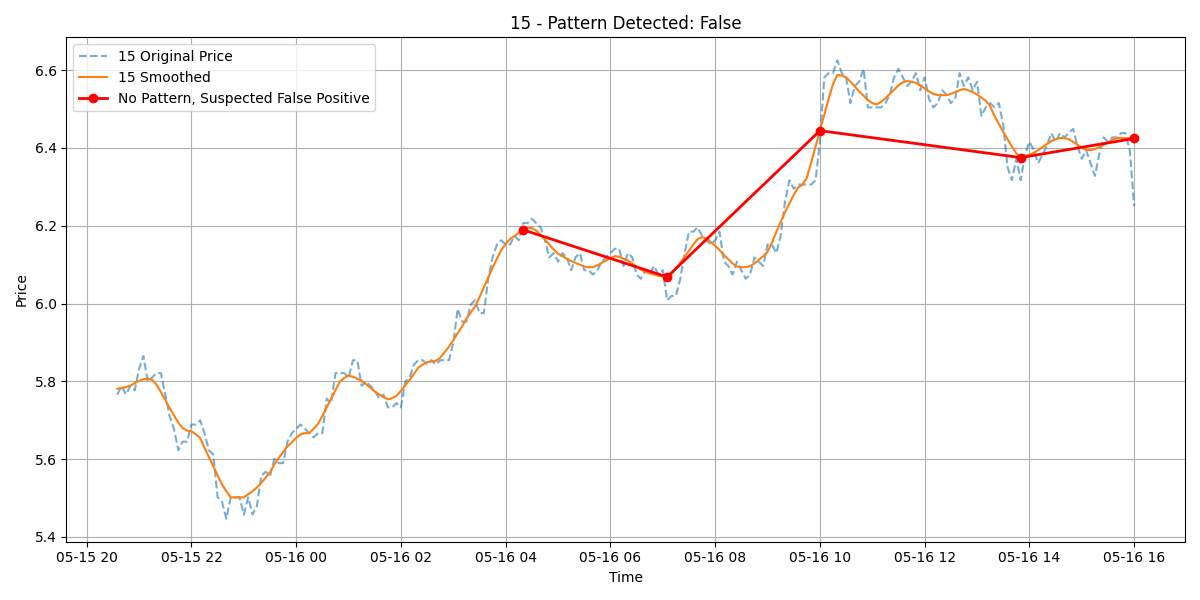 15 - Pattern Detected: False
15 Original Price
15 Smoothed
No Pattern, Suspected False Positive
Price
6.6
6.4
6.2
6.0
5.8
5.6
5.4
05-15 20 05-15 22 05-16 00 05-16 02 05-16 04 05-16 06 05-16 08 05-16 10 05-16 12 05-16 14 05-16 16
Time